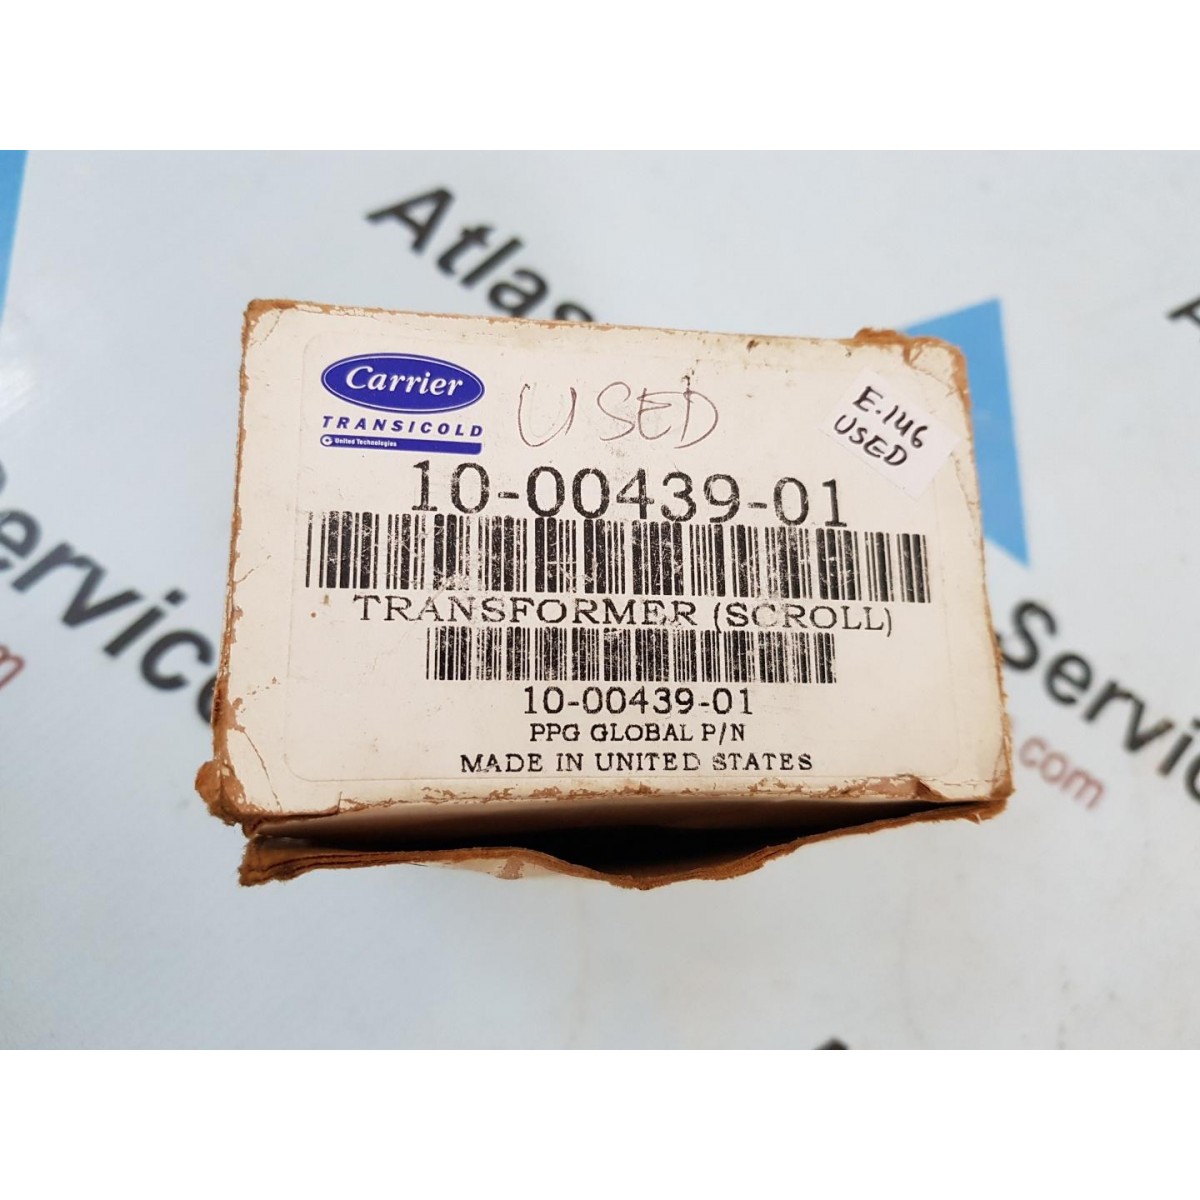 Atlas
Service
com
Carrier
TRANSICOLD
United Technologies
USED
E.146
USED
10-00439-01
TRANSFORMER (SCROLL)
10-00439-01
PPG GLOBAL P/N
MADE IN UNITED STATES
Service
com